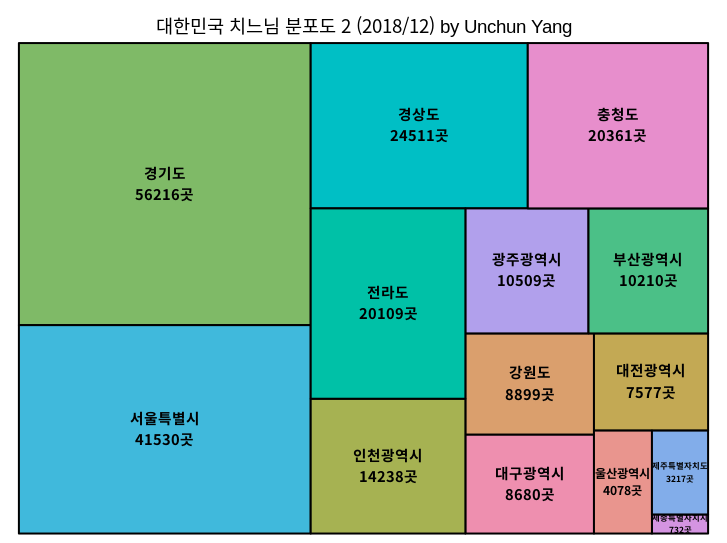 대한민국 치느님 분포도 2 (2018/12) by Unchun Yang
경기도
56216곳
서울특별시
41530곳
경상도
24511곳
충청도
20361곳
전라도
20109곳
인천광역시
14238곳
광주광역시
10509곳
부산광역시
10210곳
강원도
8899곳
대구광역시
8680곳
대전광역시
7577곳
울산광역시
4078곳
제주특별자치도
3217곳
세종특별자치시
732곳